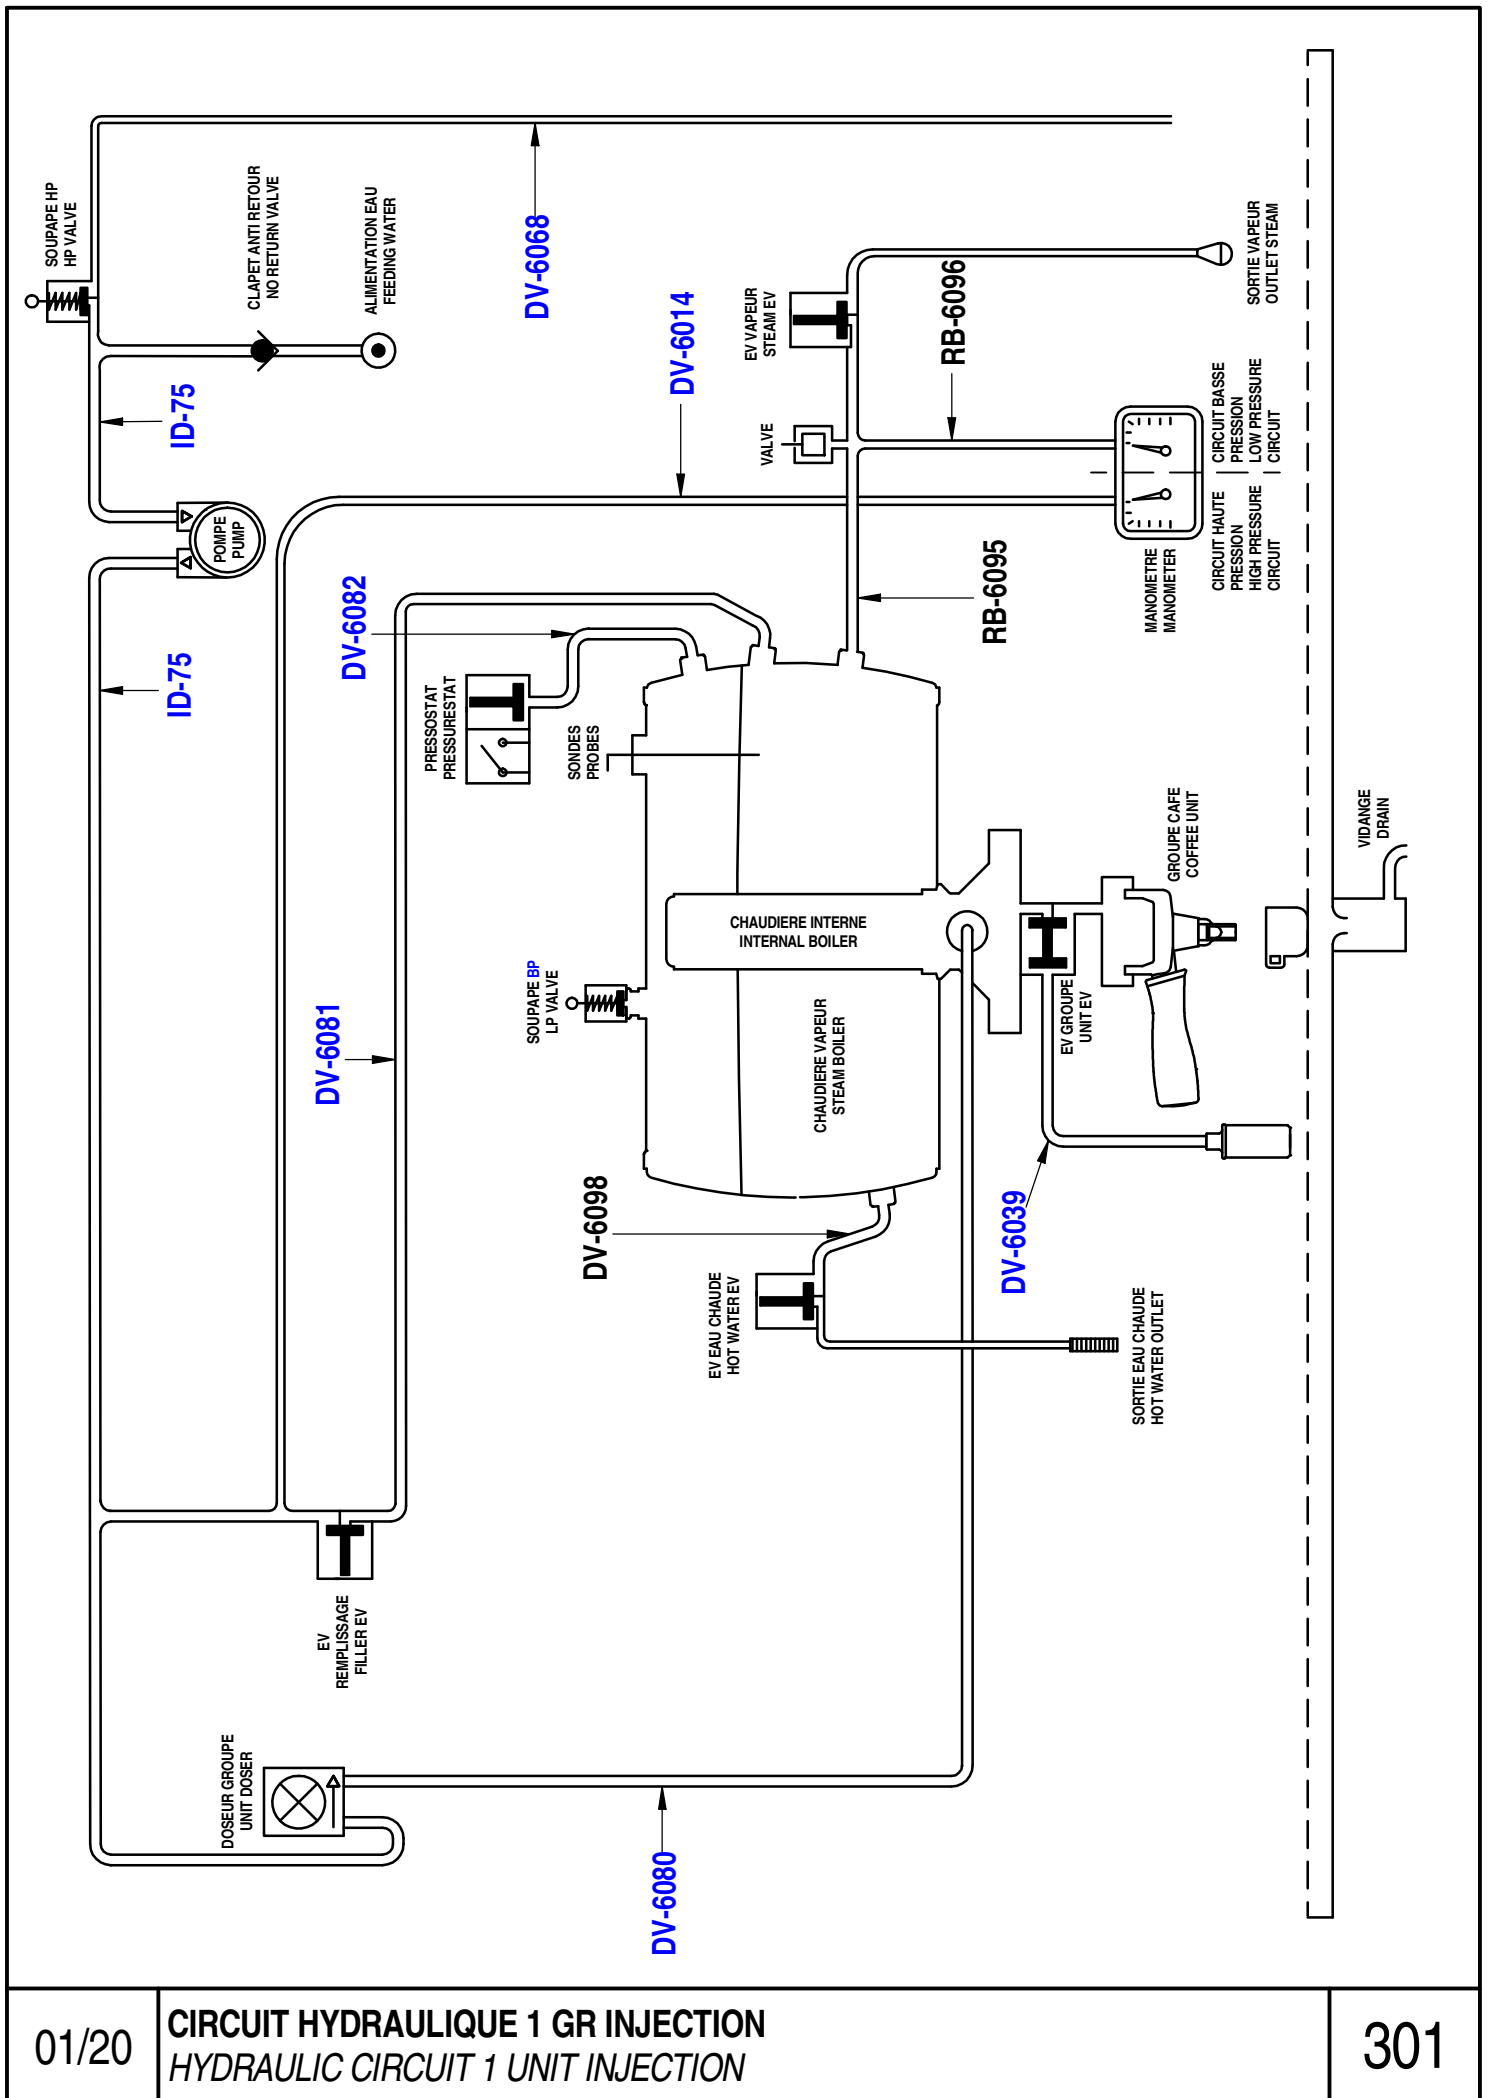 SOUPAPE HP
HP VALVE
CLAPET ANTI RETOUR
NO RETURN VALVE
ALIMENTATION EAU
FEEDING WATER
DV-6068
ID-75
DV-6014
EV VAPEUR
STEAM EV
RB-6096
SORTIE VAPEUR
OUTLET STEAM
VALVE
CIRCUIT BASSE
PRESSION
LOW PRESSURE
CIRCUIT
CIRCUIT HAUTE
PRESSION
HIGH PRESSURE
CIRCUIT
MANOMETRE
MANOMETER
POMPE
PUMP
RB-6095
DV-6082
ID-75
PRESSOSTAT
PRESSURESTAT
SONDES
PROBES
GROUPE CAFE
COFFEE UNIT
VIDANGE
DRAIN
CHAUDIERE INTERNE
INTERNAL BOILER
SOUPAPE BP
LP VALVE
EV GROUPE
UNIT EV
CHAUDIERE VAPEUR
STEAM BOILER
DV-6081
DV-6098
DV-6039
EV EAU CHAUDE
HOT WATER EV
SORTIE EAU CHAUDE
HOT WATER OUTLET
EV
REMPLISSAGE
FILLER EV
DOSEUR GROUPE
UNIT DOSER
DV-6080
01/20
CIRCUIT HYDRAULIQUE 1 GR INJECTION
HYDRAULIC CIRCUIT 1 UNIT INJECTION
301